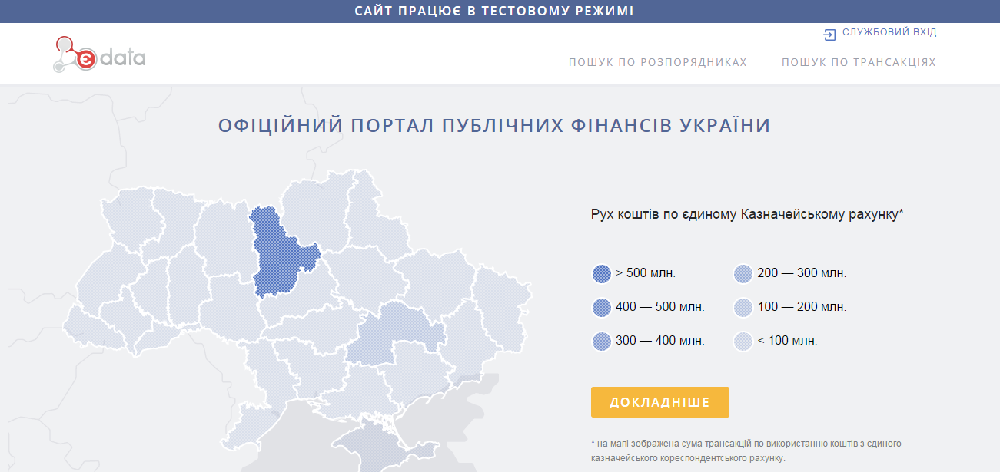 САЙТ ПРАЦЮЄ В ТЕСТОВОМУ РЕЖИМІ
СЛУЖБОВИЙ ВХІД
єdata
ПОШУК ПО РОЗПОРЯДНИКАХ
ПОШУК ПО ТРАНСАКЦІЯХ
ОФІЦІЙНИЙ ПОРТАЛ ПУБЛІЧНИХ ФІНАНСІВ УКРАЇНИ
Рух коштів по єдиному Казначейському рахунку*
> 500 млн.
200 — 300 млн.
400 — 500 млн.
100 — 200 млн.
300 — 400 млн.
< 100 млн.
ДОКЛАДНІШЕ
* на мапі зображена сума трансакцій по використанню коштів з єдиного
казначейського кореспондентського рахунку.